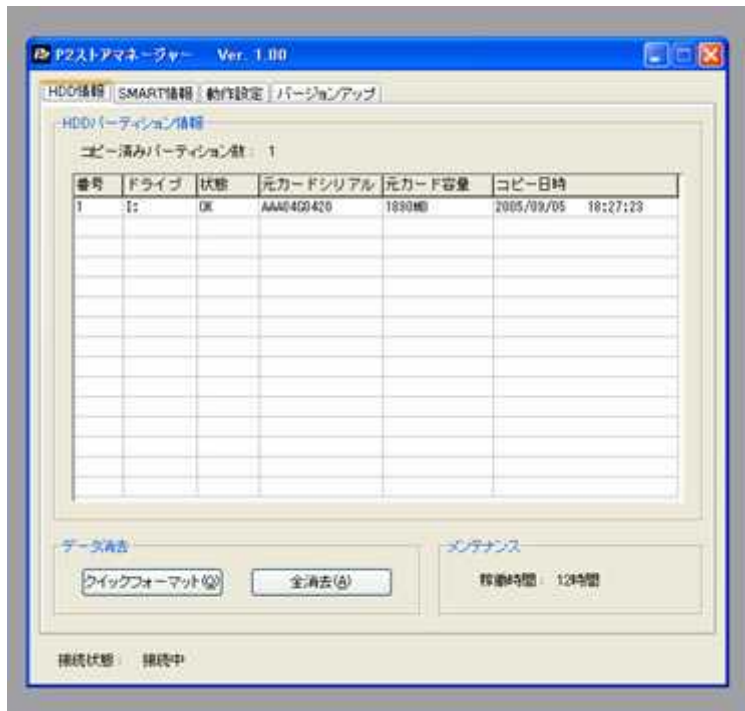 P2ストアマネージャー Ver. 1.00
HDD情報 SMART情報 動作設定 バージョンアップ
HDDパーティション情報
コピー済みパーティション数： 1
番号 ドライブ 状態 元カードシリアル 元カード容量 コピー日時
1 I: OK AAA04G0420 1890MB 2005/09/05 18:27:23
データ消去 メンテナンス
クイックフォーマット(Q) 全消去(A) 稼働時間： 12時間
接続状態： 接続中